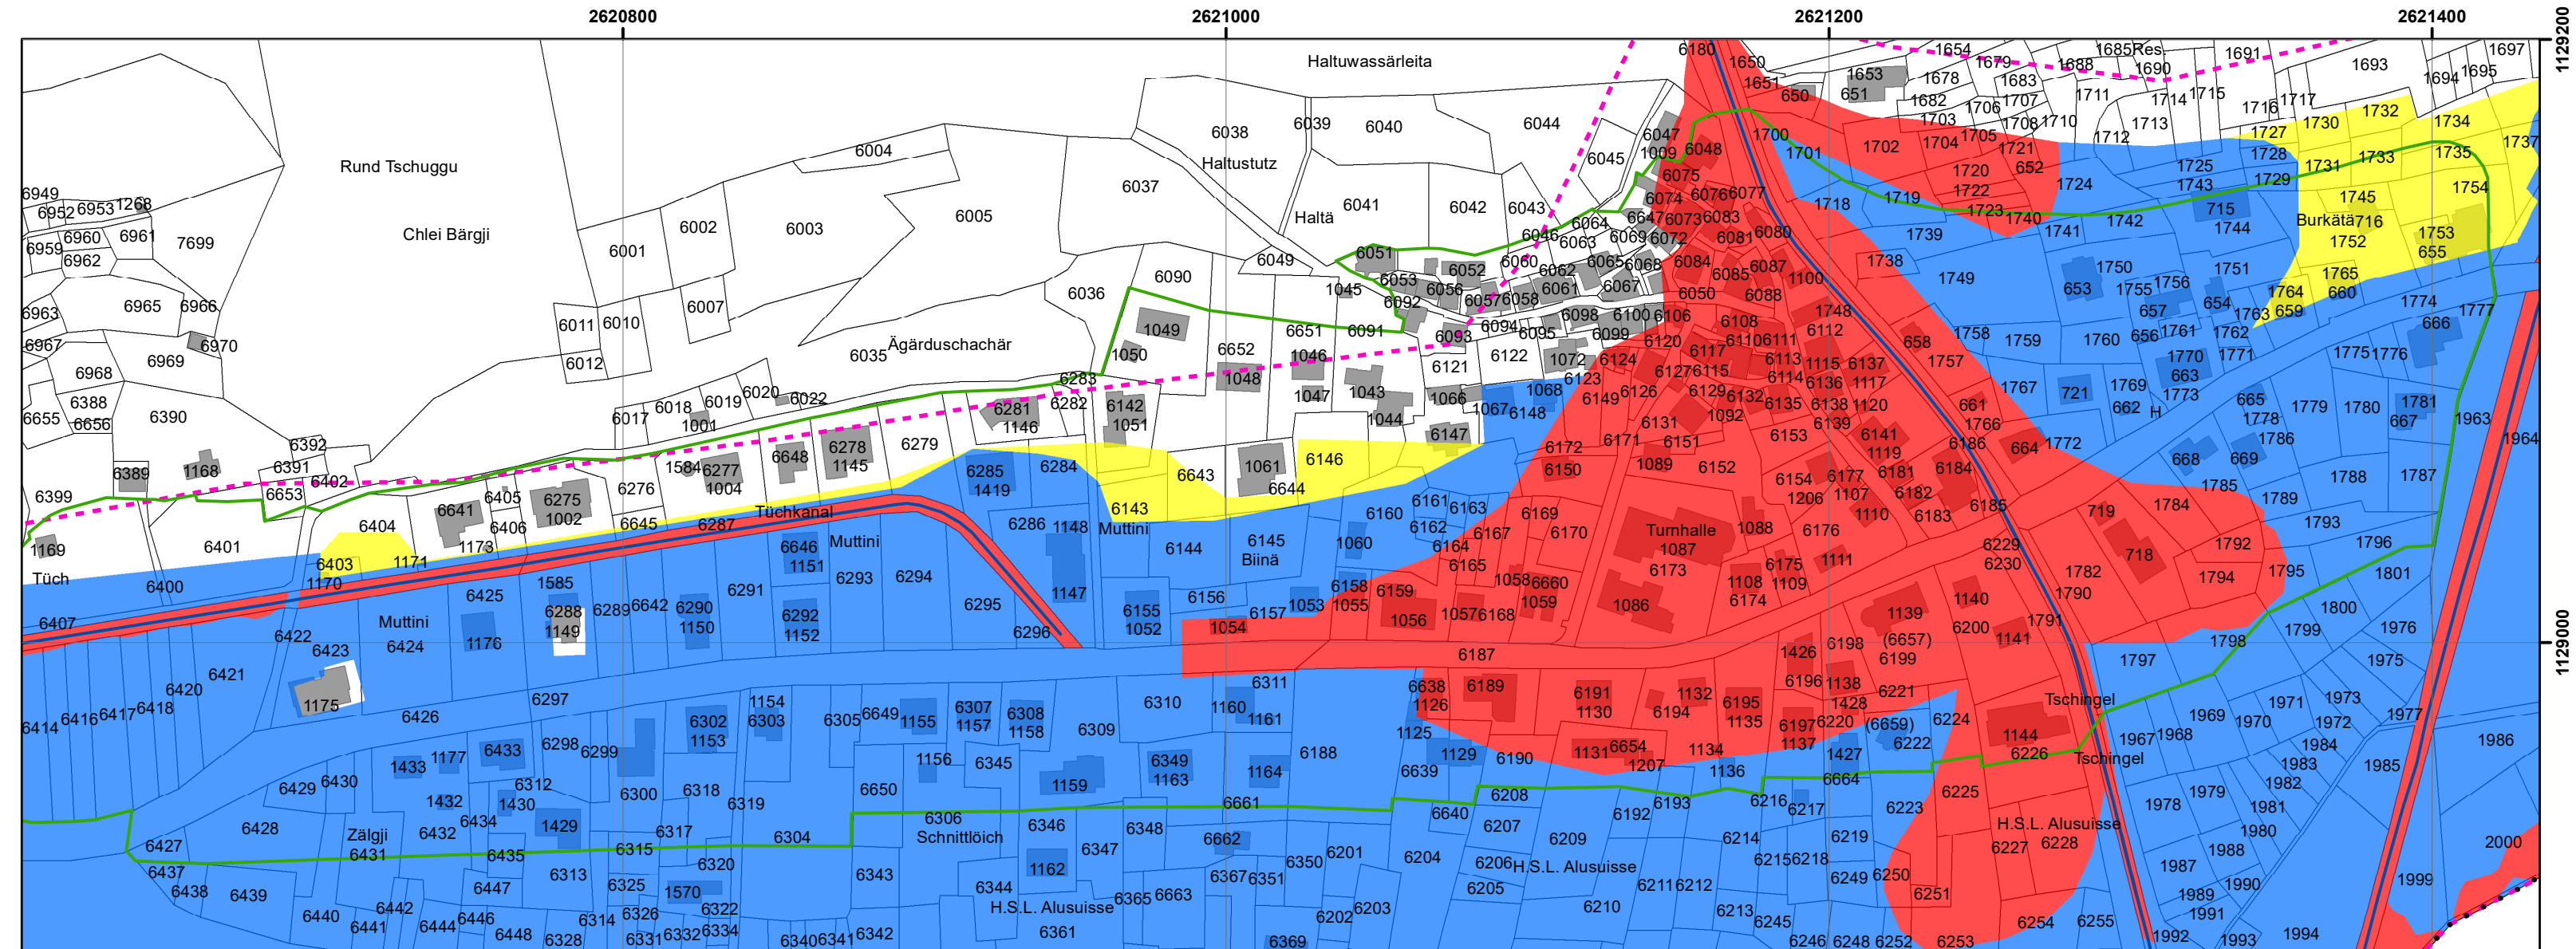 2620800 2621000 2621200 2621400
1129200
1129000
Haltuwassärleita
Rund Tschuggu
Chlei Bärgji
Haltustutz
Haltä
Ägärduschachär
Burkätä
Tüchkanal
Muttini
Muttini
Muttini
Biinä
Tüch
Turnhalle
Tschingel
Tschingel
Zälgji
Schnittlöich
H.S.L. Alusuisse
H.S.L. Alusuisse
H.S.L. Alusuisse
6180 1650 1651 650 1653 651 1654 1679 1678 1682 1683 1688 1685Res. 1690 1691 1693 1694 1695 1697
6038 6039 6040 6044 6045 6047 1009 6048 1700 1701 1702 1703 1704 1705 1706 1707 1708 1710 1711 1712 1713 1714 1715 1716 1717 1727 1728 1730 1732 1734 1737
6004 6037 6041 6042 6043 6075 6074 6076 6077 1720 1721 652 1722 1723 1719 1718 1724 1725 1743 1729 1731 1733 1735 1754 1745
6949 6952 6953 1268 6959 6960 6961 6962 7699 6001 6002 6003 6005
6046 6064 6063 6647 6073 6083 6069 6072 6081 6080 1739 1740 1741 1742 715 1744 716 1752 1753 655
6963 6965 6966 6967 6969 6970 6968 6007 6010 6011 6012 6035 6036 6090 6049 6051 6052 6053 6056 6057 6058 6060 6061 6062 6065 6067 6068 6084 6085 6087 6088 6050 1100 1738 1749 1750 1751 653 1755 1756 657 654 1765 660 1764 659 1763 1774 1777 666
1049 1050 6652 6651 6091 6092 1045 6093 6094 6095 6098 6099 6100 6106 6108 6110 6111 6112 1748 658 1757 1758 1759 1760 656 1761 1762 1770 663 1771 1775 1776
6655 6388 6656 6390 6389 1168 6392 6391 6402 6653 6399 6017 6018 1001 6019 6020 6022 6283 6281 1146 6282 6142 1051 1048 1046 1047 1043 1044 1066 1067 6148 1068 6121 6122 1072 6123 6124 6120 6117 6115 6127 6126 6149 6129 6132 1092 6113 1115 6114 6135 6136 6137 1117 6138 1120 6139 661 1766 1767 721 1769 662 H 1773 665 1778 1779 1780 1781 667 1963 1964
1584 6277 1004 6648 6278 1145 6279 6285 1419 6284 6643 6143 1061 6644 6146 6147 6172 6150 6171 6131 6151 1089 6152 6153 6154 1206 6141 1119 6181 6177 1107 1110 6182 6183 6184 6185 6186 664 1772 668 669 1786 1785 1787 1788 1789
1169 6401 6404 6403 1170 1171 6641 1173 6405 6406 6275 1002 6276 6645 6287 6286 1148 6144 6145 1060 6160 6161 6162 6163 6164 6165 6167 6169 6170 1087 6173 1088 6176 6175 1109 1111 1108 6174 6229 6230 719 718 1784 1782 1790 1792 1793 1794 1795 1796 1801
6400 6407 6422 6423 6424 6425 1176 1585 6288 1149 6289 6642 6290 1150 6291 6646 1151 6292 1152 6293 6294 6295 6296 1147 6155 1052 6156 6157 1053 6158 1055 6159 1054 1056 1057 6168 1058 6660 1059 1086 6187 1426 6198 1139 (6657) 6199 1140 6200 1141 1791 1797 1798 1799 1800 1976 1975
6414 6416 6417 6418 6420 6421 1175 6426 6297 1154 6303 6302 1153 6305 6649 1155 6307 1157 6308 1158 6309 6310 6311 1160 1161 6188 6638 1126 1125 6189 6191 1130 6194 1132 6195 1135 6196 1138 1428 6197 1137 6220 (6659) 6222 1427 6221 6224 1144 6226 1967 1968 1969 1970 1971 1972 1973 1977 1986
6429 6430 1433 1177 6433 6298 6299 6312 1432 1430 6434 6432 1429 6300 6318 6319 6650 1156 6345 1159 6349 1163 1164 6639 1129 6190 1131 6654 1207 1134 1136 6664 1984 1983 1982 1985
6428 6427 6431 6435 6315 6317 6304 6306 6346 6348 6661 6662 6640 6208 6207 6209 6192 6193 6216 6217 6214 6219 6223 6225 6227 6228 1978 1979 1981 1980 1988 1987 2000
6437 6438 6439 6440 6441 6442 6444 6446 6447 6448 6313 6314 6325 6326 6328 6331 6332 6334 6320 6322 1570 6340 6341 6342 6343 6344 1162 6347 6361 6365 6663 6367 6351 6350 6201 6202 6203 6204 6205 6206 6210 6211 6212 6213 6215 6218 6249 6250 6251 6245 6246 6248 6252 6253 6254 6255 6369 1989 1990 1991 1992 1993 1994 1999